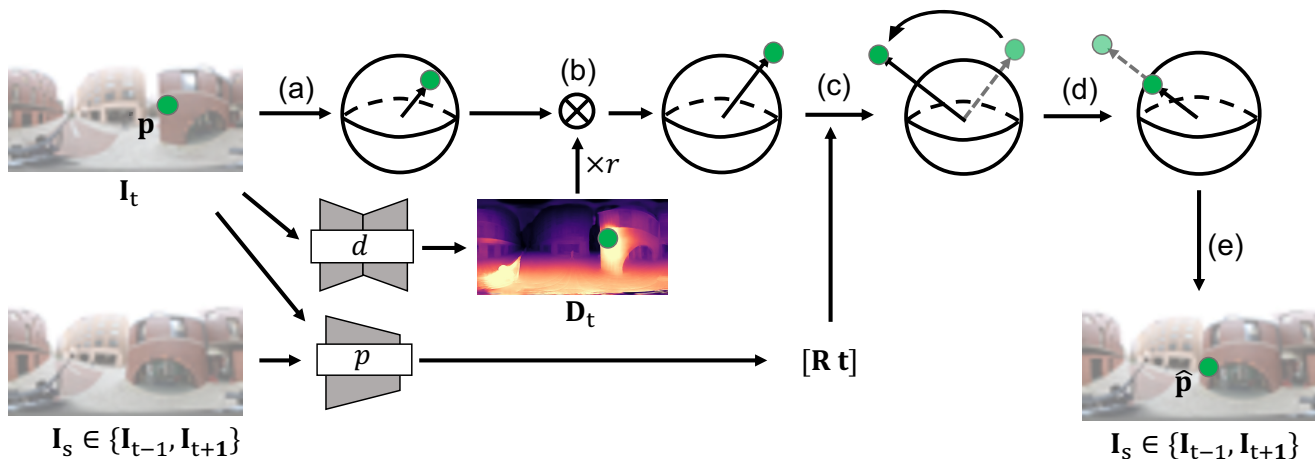 (a)
(b)
(c)
(d)
p
I_t
×r
d
D_t
(e)
p
[R t]
p̂
I_s ∈ {I_{t−1}, I_{t+1}}
I_s ∈ {I_{t−1}, I_{t+1}}